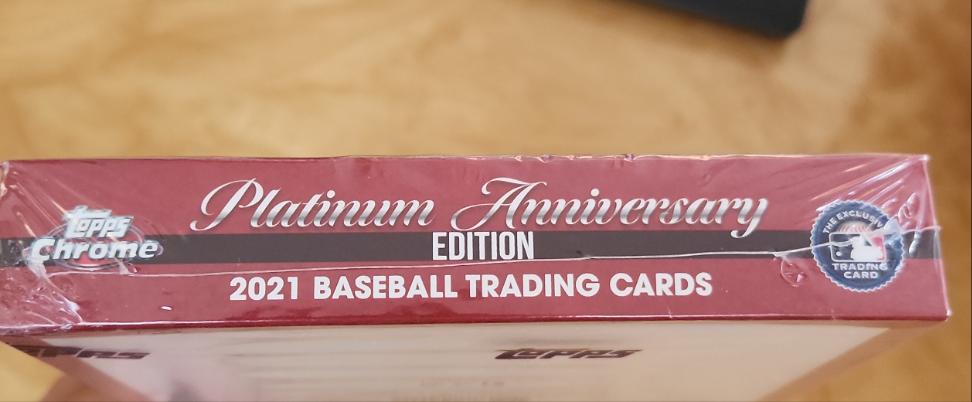 Platinum Anniversary
EDITION
2021 BASEBALL TRADING CARDS
Topps
Chrome
THE EXCLUSIVE
TRADING
CARD
Topps
Topps